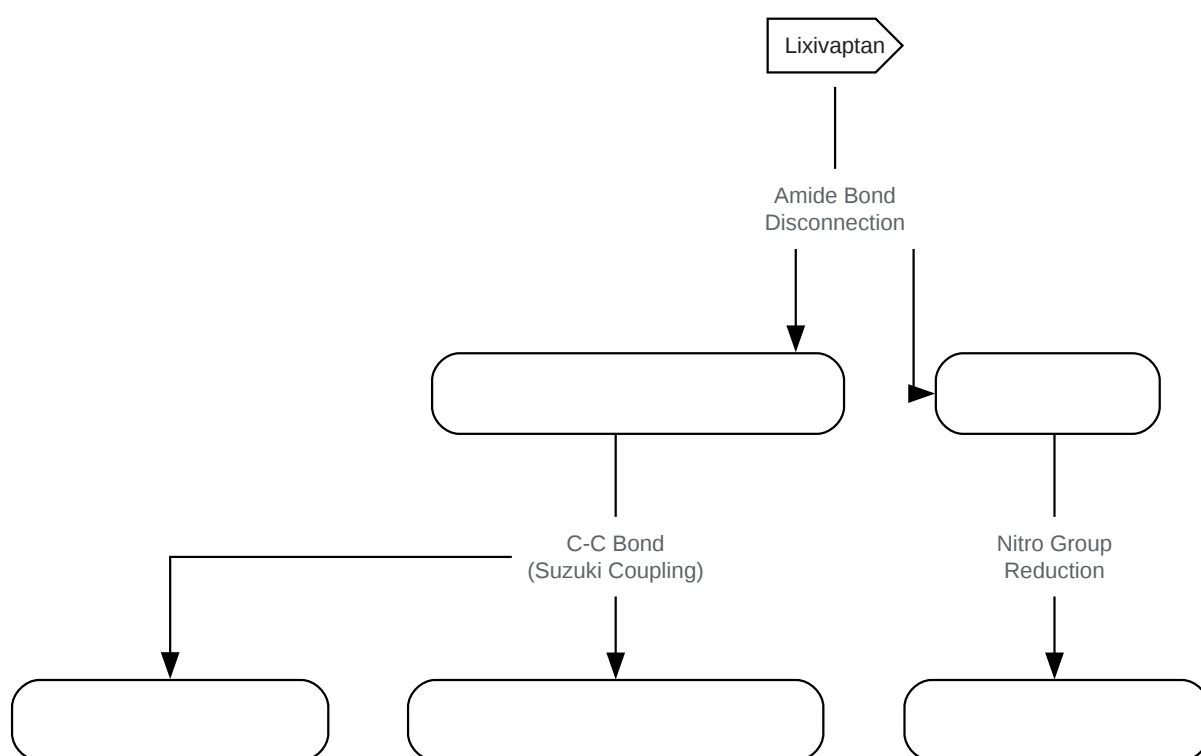 Lixivaptan
Amide Bond
Disconnection
C-C Bond
(Suzuki Coupling)
Nitro Group
Reduction